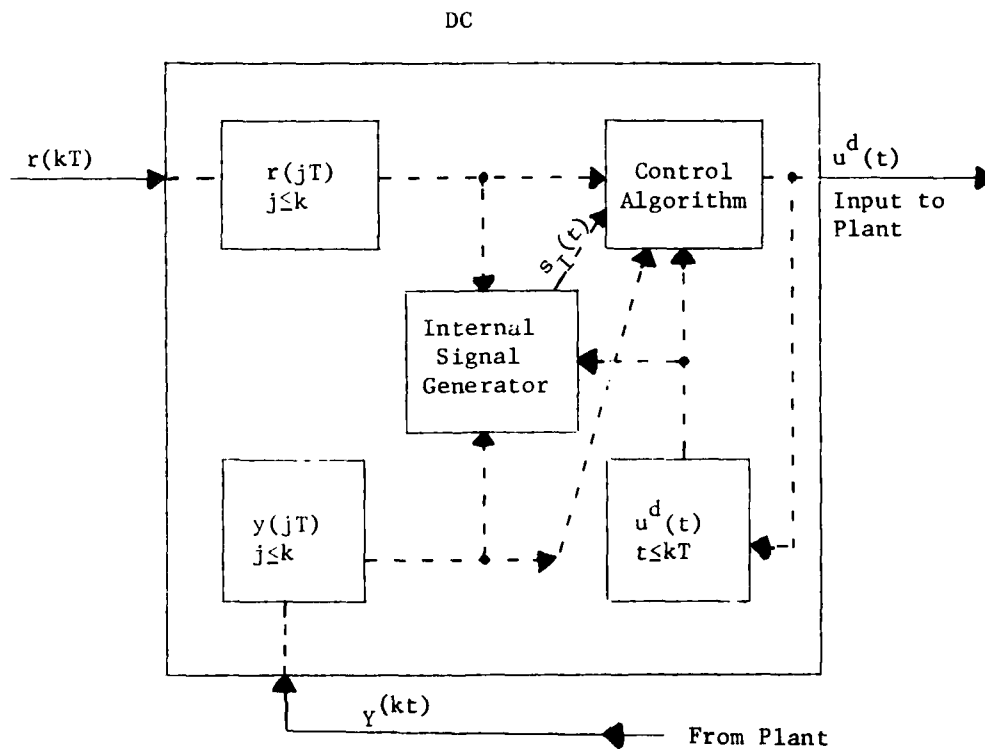 DC
r(kT)
r(jT)
j≤k
Control
Algorithm
u^d(t)
Input to
Plant
s_I(t)
Internal
Signal
Generator
y(jT)
j≤k
u^d(t)
t≤kT
Y(kt)
From Plant